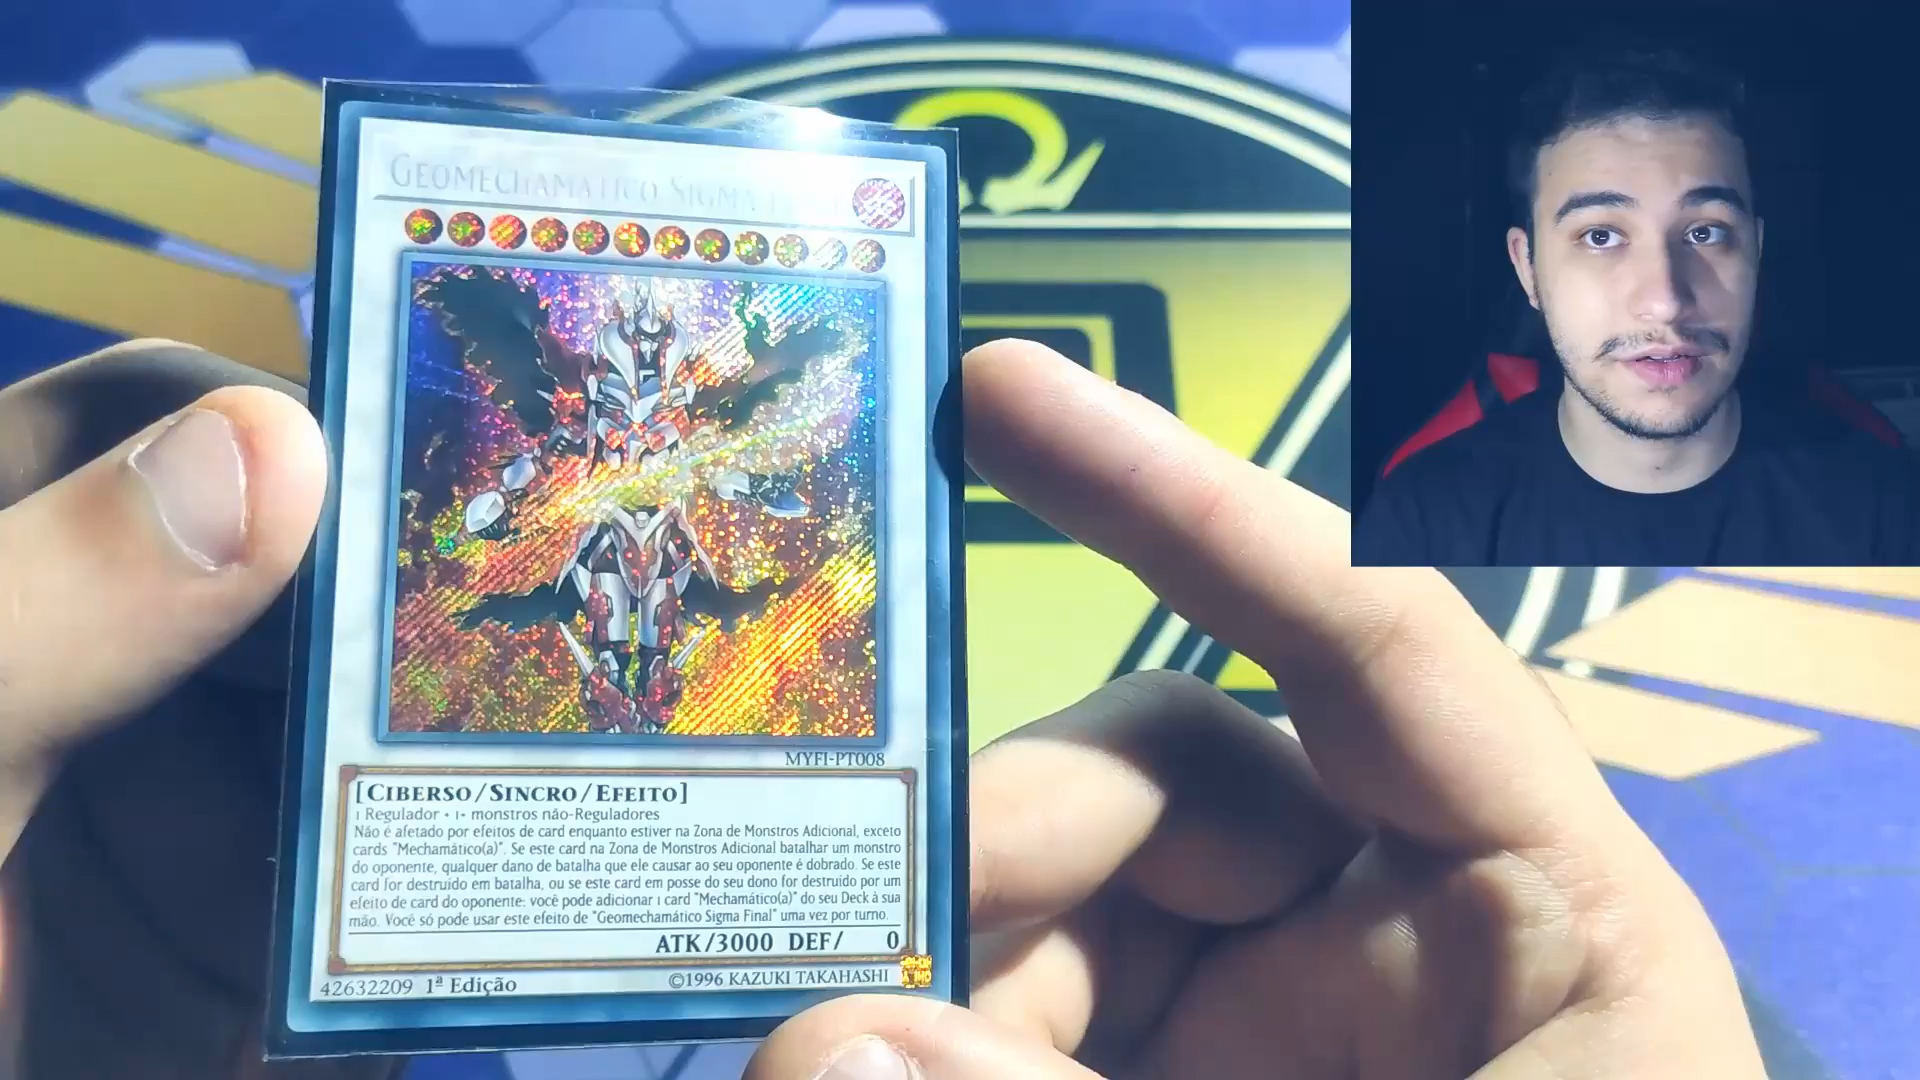 GEOMECHAMÁTICO SIGMA FINAL
MYFI-PT008
[CIBERSO/SINCRO/EFEITO]
1 Regulador + 1+ monstros não-Reguladores
Não é afetado por efeitos de card enquanto estiver na Zona de Monstros Adicional, exceto
cards "Mechamático(a)". Se este card na Zona de Monstros Adicional batalhar um monstro
do oponente, qualquer dano de batalha que ele causar ao seu oponente é dobrado. Se este
card for destruído em batalha, ou se este card em posse do seu dono for destruído por um
efeito de card do oponente: você pode adicionar 1 card "Mechamático(a)" do seu Deck à sua
mão. Você só pode usar este efeito de "Geomechamático Sigma Final" uma vez por turno.
ATK/3000 DEF/ 0
42632209 1ª Edição ©1996 KAZUKI TAKAHASHI